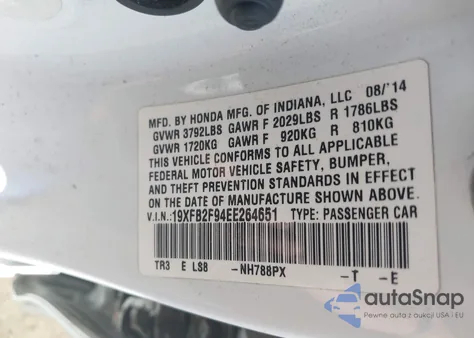 MFD. BY HONDA MFG. OF INDIANA, LLC 08/'14
GVWR 3792LBS GAWR F 2029LBS R 1786LBS
GVWR 1720KG GAWR F 920KG R 810KG
THIS VEHICLE CONFORMS TO ALL APPLICABLE
FEDERAL MOTOR VEHICLE SAFETY, BUMPER,
AND THEFT PREVENTION STANDARDS IN EFFECT
ON THE DATE OF MANUFACTURE SHOWN ABOVE.
V.I.N.: 19XFB2F94EE264651 TYPE: PASSENGER CAR
TR3 E LS8 -NH788PX -T -E
autoSnap
Pewne auta z aukcji USA i EU